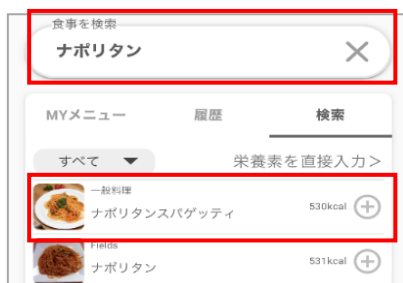 食事を検索
ナポリタン
MYメニュー 履歴 検索
すべて 栄養素を直接入力>
一般料理
ナポリタンスパゲッティ 530kcal
Fields
ナポリタン 531kcal